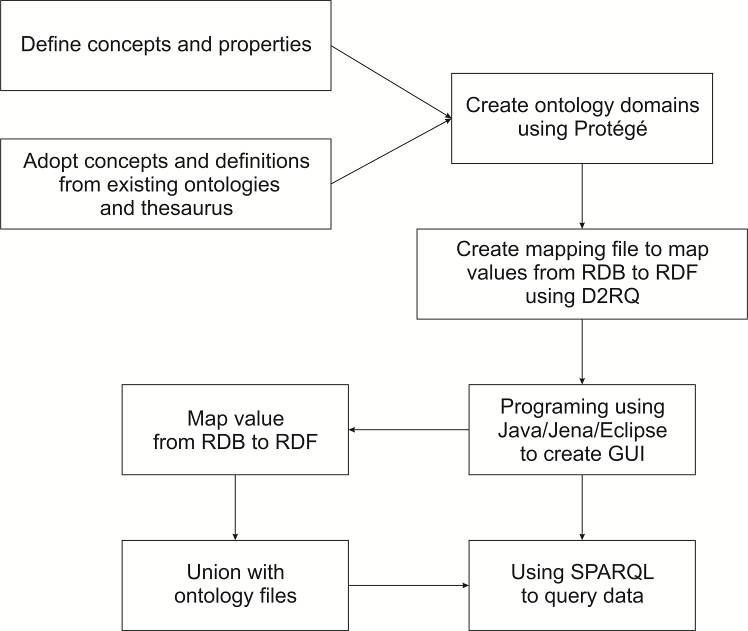 Define concepts and properties
Adopt concepts and definitions
from existing ontologies
and thesaurus
Create ontology domains
using Protégé
Create mapping file to map
values from RDB to RDF
using D2RQ
Programing using
Java/Jena/Eclipse
to create GUI
Map value
from RDB to RDF
Union with
ontology files
Using SPARQL
to query data